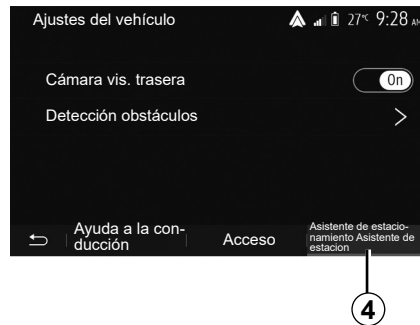 Ajustes del vehículo 27°C 9:28 AM
Cámara vis. trasera On
Detección obstáculos
Ayuda a la con-
ducción
Acceso
Asistente de estacio-
namiento Asistente de
estacion
4